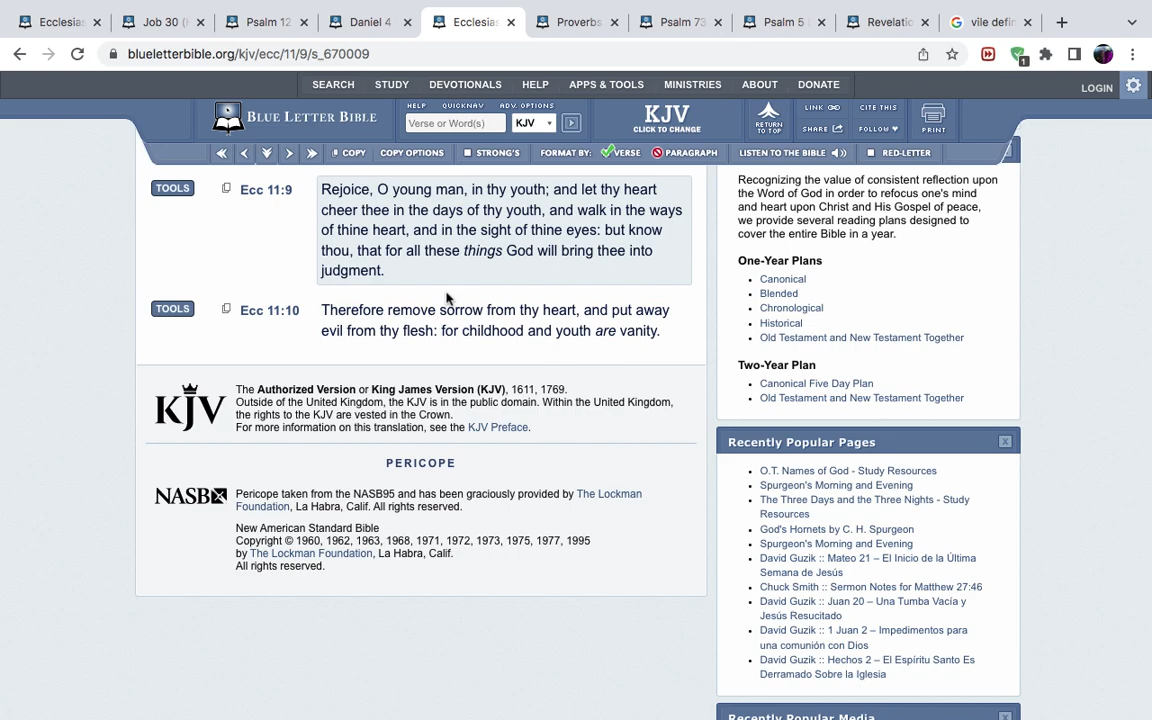 Ecclesias
Job 30 (
Psalm 12
Daniel 4
Ecclesias
Proverbs
Psalm 73
Psalm 5
Revelatio
vile defin
blueletterbible.org/kjv/ecc/11/9/s_670009
1
SEARCH STUDY DEVOTIONALS HELP APPS & TOOLS MINISTRIES ABOUT DONATE
LOGIN
BLUE LETTER BIBLE
HELP QUICKNAV ADV. OPTIONS
Verse or Word(s) KJV
KJV
CLICK TO CHANGE
RETURN
TO TOP
LINK CITE THIS
SHARE FOLLOW
PRINT
COPY COPY OPTIONS STRONG'S FORMAT BY: VERSE PARAGRAPH LISTEN TO THE BIBLE RED-LETTER
TOOLS Ecc 11:9 Rejoice, O young man, in thy youth; and let thy heart
cheer thee in the days of thy youth, and walk in the ways
of thine heart, and in the sight of thine eyes: but know
thou, that for all these things God will bring thee into
judgment.
TOOLS Ecc 11:10 Therefore remove sorrow from thy heart, and put away
evil from thy flesh: for childhood and youth are vanity.
KJV
The Authorized Version or King James Version (KJV), 1611, 1769.
Outside of the United Kingdom, the KJV is in the public domain. Within the United Kingdom,
the rights to the KJV are vested in the Crown.
For more information on this translation, see the KJV Preface.
PERICOPE
NASB
Pericope taken from the NASB95 and has been graciously provided by The Lockman
Foundation, La Habra, Calif. All rights reserved.
New American Standard Bible
Copyright © 1960, 1962, 1963, 1968, 1971, 1972, 1973, 1975, 1977, 1995
by The Lockman Foundation, La Habra, Calif.
All rights reserved.
Recognizing the value of consistent reflection upon
the Word of God in order to refocus one's mind
and heart upon Christ and His Gospel of peace,
we provide several reading plans designed to
cover the entire Bible in a year.
One-Year Plans
Canonical
Blended
Chronological
Historical
Old Testament and New Testament Together
Two-Year Plan
Canonical Five Day Plan
Old Testament and New Testament Together
Recently Popular Pages
O.T. Names of God - Study Resources
Spurgeon's Morning and Evening
The Three Days and the Three Nights - Study
Resources
God's Hornets by C. H. Spurgeon
Spurgeon's Morning and Evening
David Guzik :: Mateo 21 – El Inicio de la Última
Semana de Jesús
Chuck Smith :: Sermon Notes for Matthew 27:46
David Guzik :: Juan 20 – Una Tumba Vacía y
Jesús Resucitado
David Guzik :: 1 Juan 2 – Impedimentos para
una comunión con Dios
David Guzik :: Hechos 2 – El Espíritu Santo Es
Derramado Sobre la Iglesia
Recently Popular Media